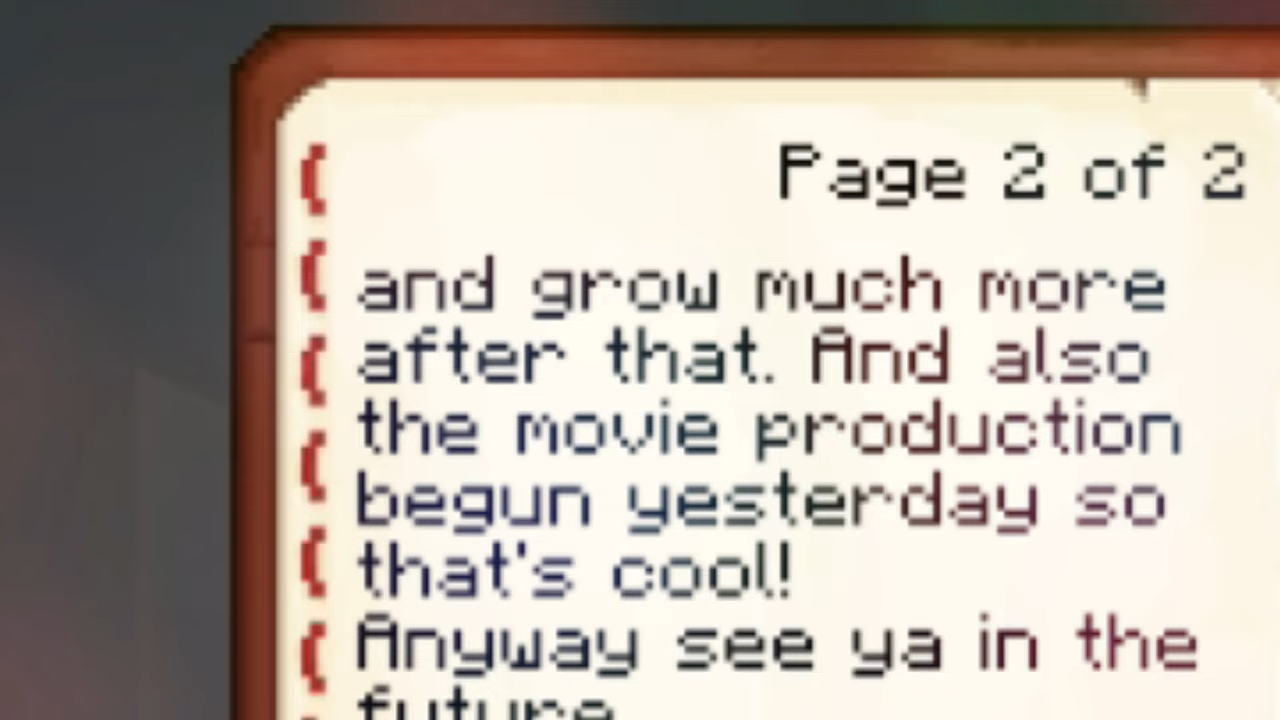 Page 2 of 2
and grow much more
after that. And also
the movie production
begun yesterday so
that's cool!
Anyway see ya in the
future